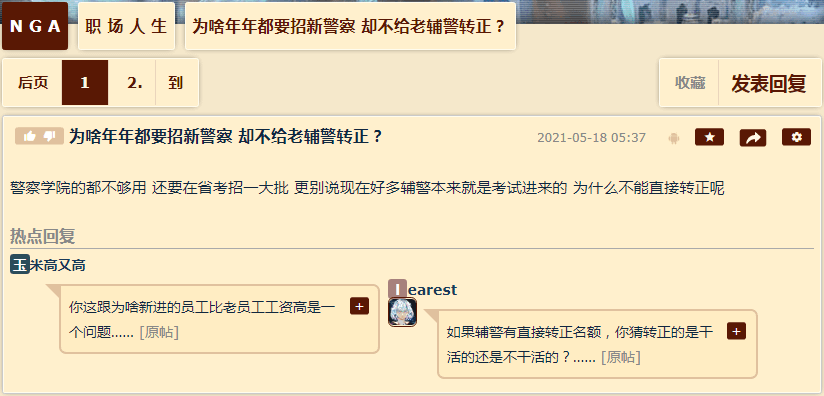 NGA 职场人生 为啥年年都要招新警察 却不给老辅警转正？
后页 1 2. 到 收藏 发表回复
为啥年年都要招新警察 却不给老辅警转正？ 2021-05-18 05:37
警察学院的都不够用 还要在省考招一大批 更别说现在好多辅警本来就是考试进来的 为什么不能直接转正呢
热点回复
玉米高又高
你这跟为啥新进的员工比老员工工资高是一
个问题...... [原帖]
+
Iearest
如果辅警有直接转正名额，你猜转正的是干
活的还是不干活的？...... [原帖]
+